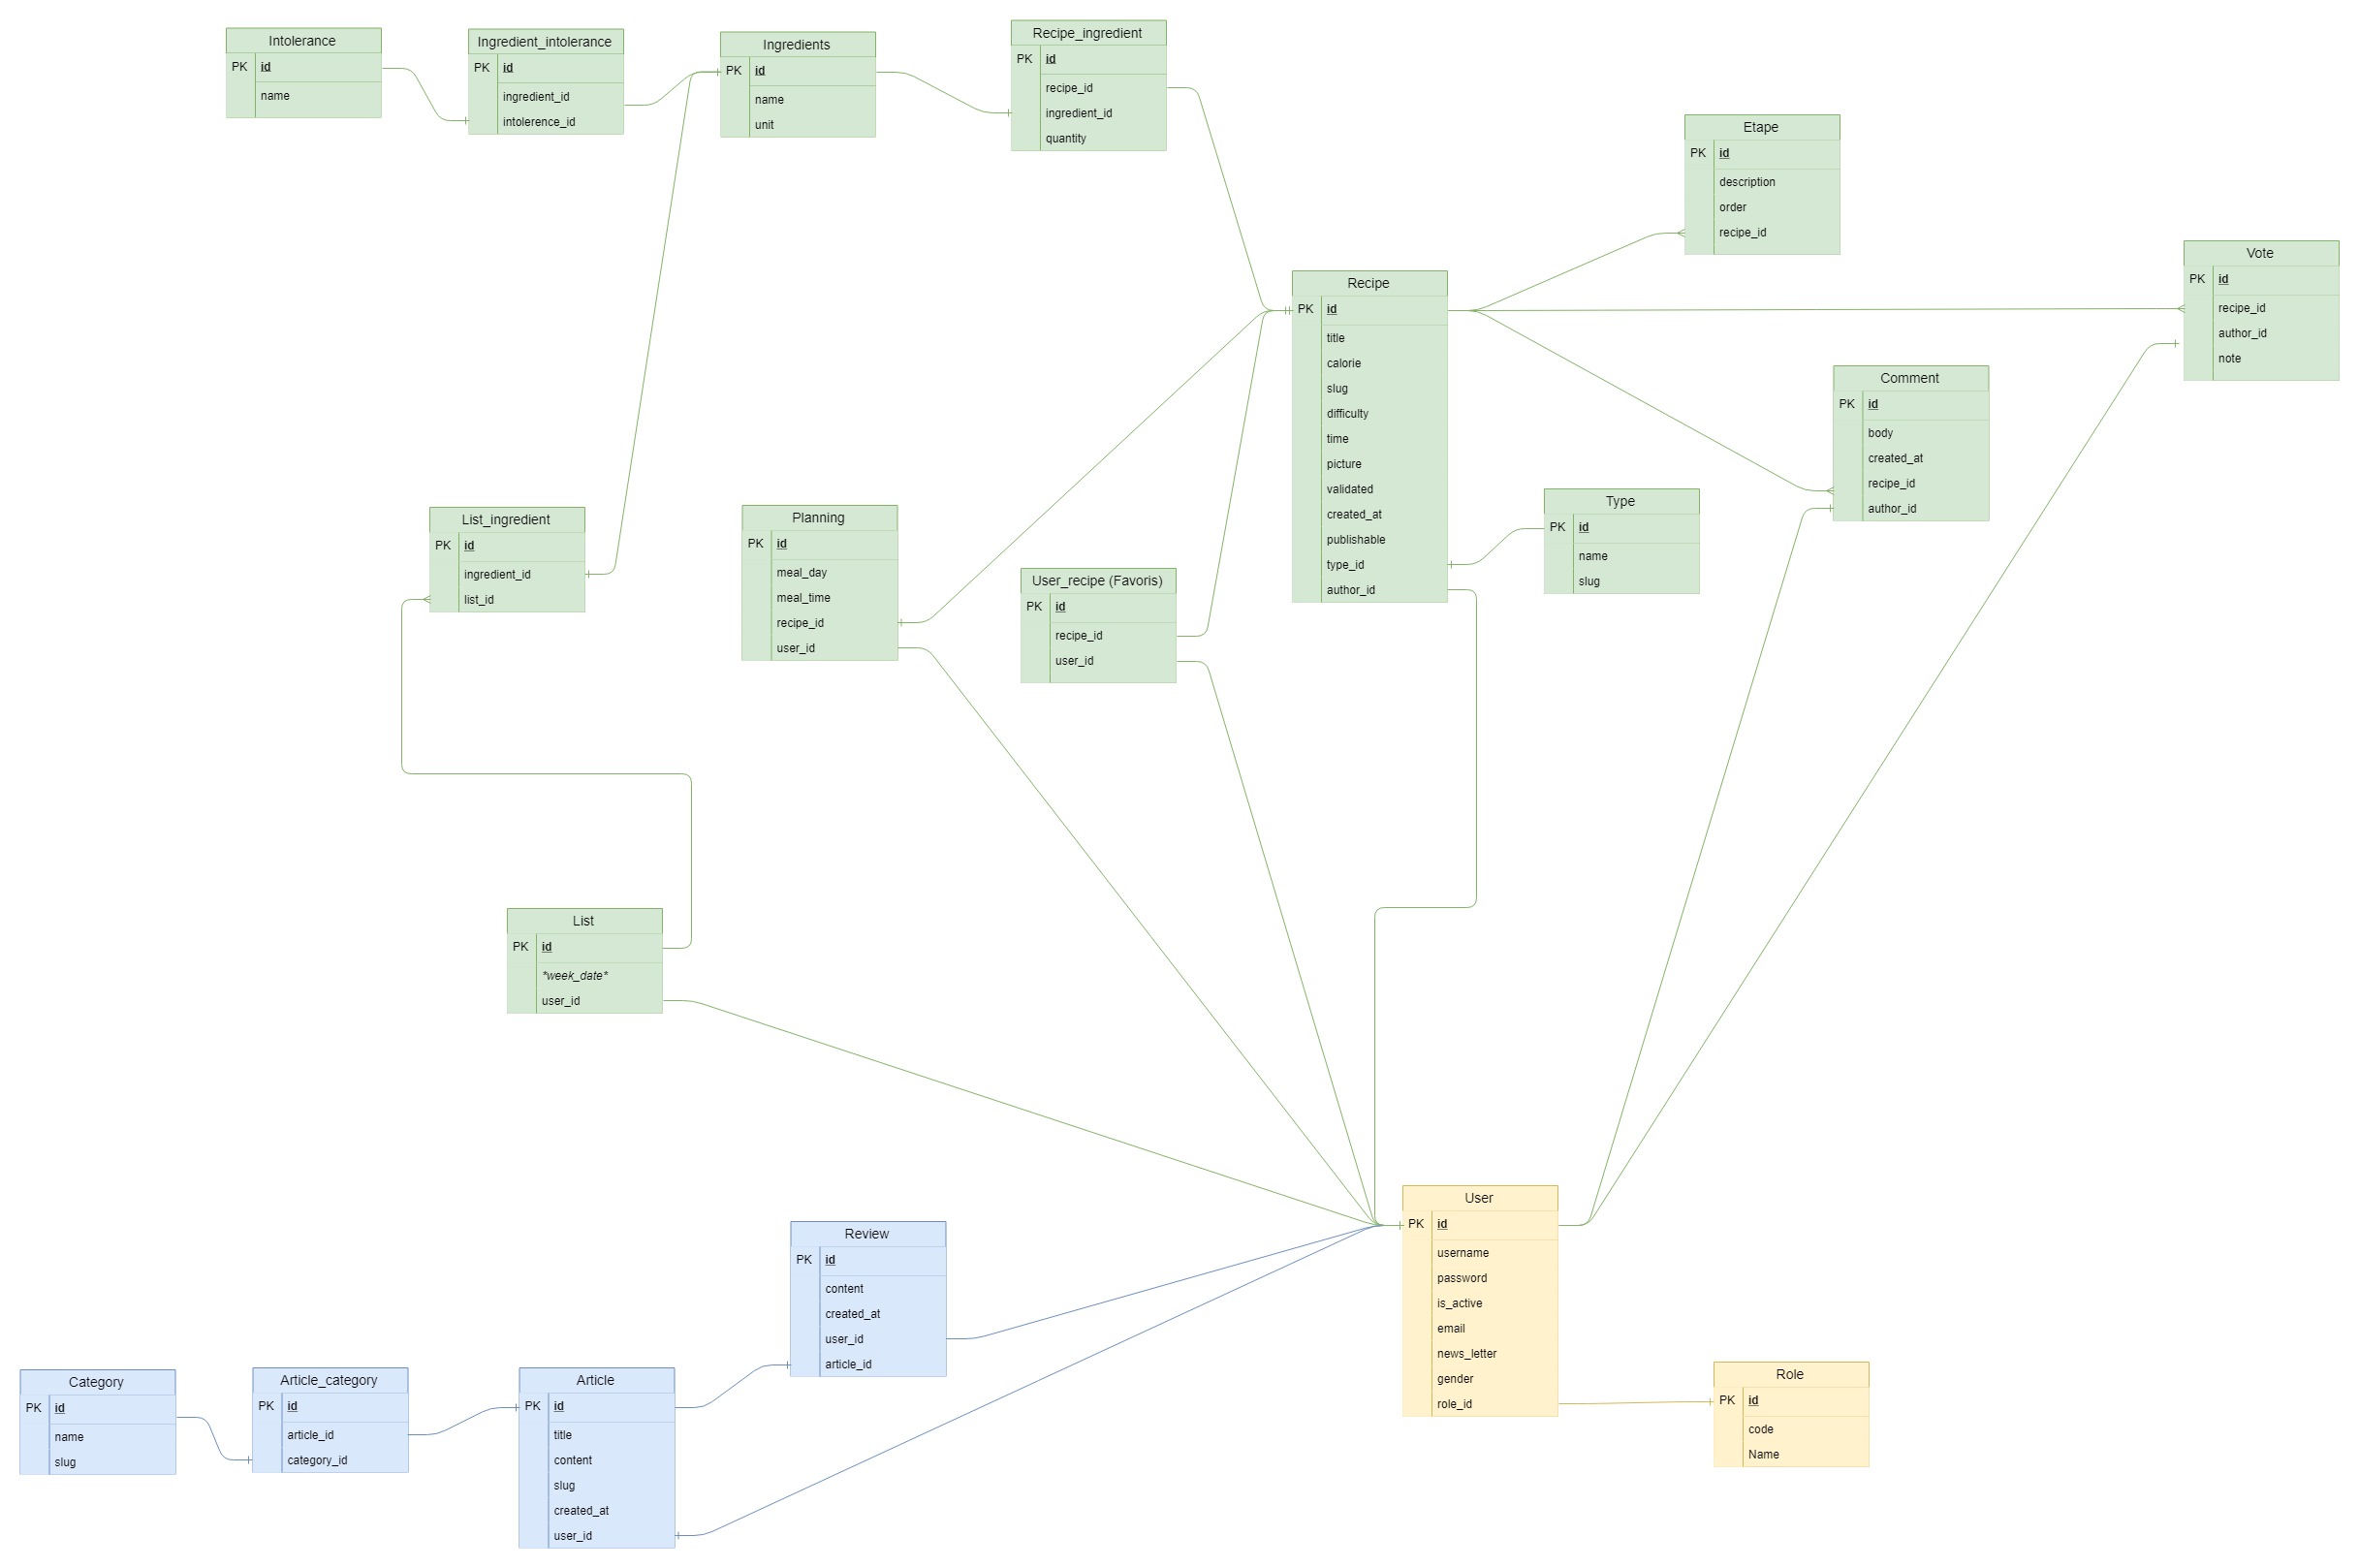 Intolerance
PK id
name
Ingredient_intolerance
PK id
ingredient_id
intolerence_id
Ingredients
PK id
name
unit
Recipe_ingredient
PK id
recipe_id
ingredient_id
quantity
Etape
PK id
description
order
recipe_id
Vote
PK id
recipe_id
author_id
note
Recipe
PK id
title
calorie
slug
difficulty
time
picture
validated
created_at
publishable
type_id
author_id
Comment
PK id
body
created_at
recipe_id
author_id
Type
PK id
name
slug
List_ingredient
PK id
ingredient_id
list_id
Planning
PK id
meal_day
meal_time
recipe_id
user_id
User_recipe (Favoris)
PK id
recipe_id
user_id
List
PK id
*week_date*
user_id
User
PK id
username
password
is_active
email
news_letter
gender
role_id
Role
PK id
code
Name
Review
PK id
content
created_at
user_id
article_id
Category
PK id
name
slug
Article_category
PK id
article_id
category_id
Article
PK id
title
content
slug
created_at
user_id